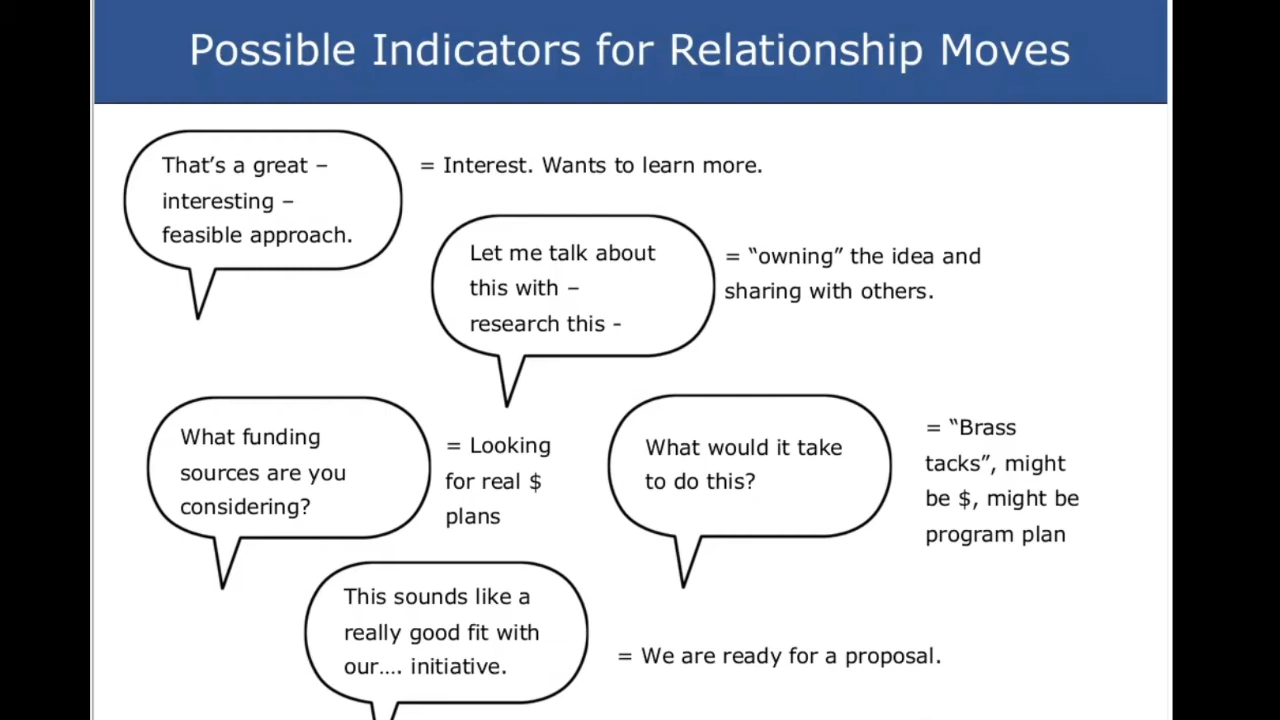 Possible Indicators for Relationship Moves
That’s a great –
interesting –
feasible approach.
= Interest. Wants to learn more.
Let me talk about
this with –
research this -
= “owning” the idea and
sharing with others.
What funding
sources are you
considering?
= Looking
for real $
plans
What would it take
to do this?
= “Brass
tacks”, might
be $, might be
program plan
This sounds like a
really good fit with
our.... initiative.
= We are ready for a proposal.